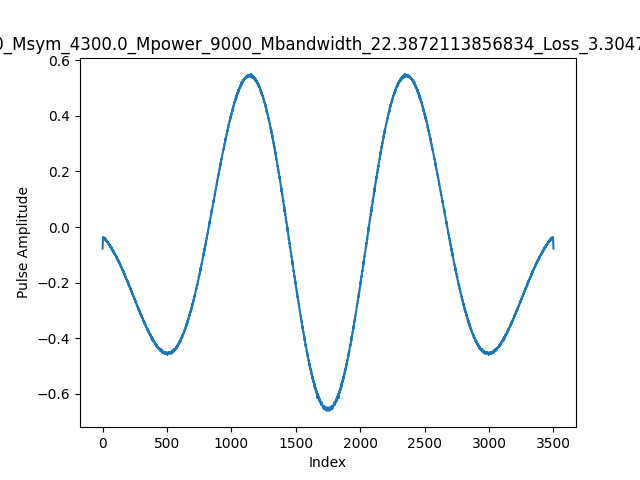 0_Msym_4300.0_Mpower_9000_Mbandwidth_22.3872113856834_Loss_3.3047
0.6
0.4
0.2
0.0
−0.2
−0.4
−0.6
Pulse Amplitude
0 500 1000 1500 2000 2500 3000 3500
Index